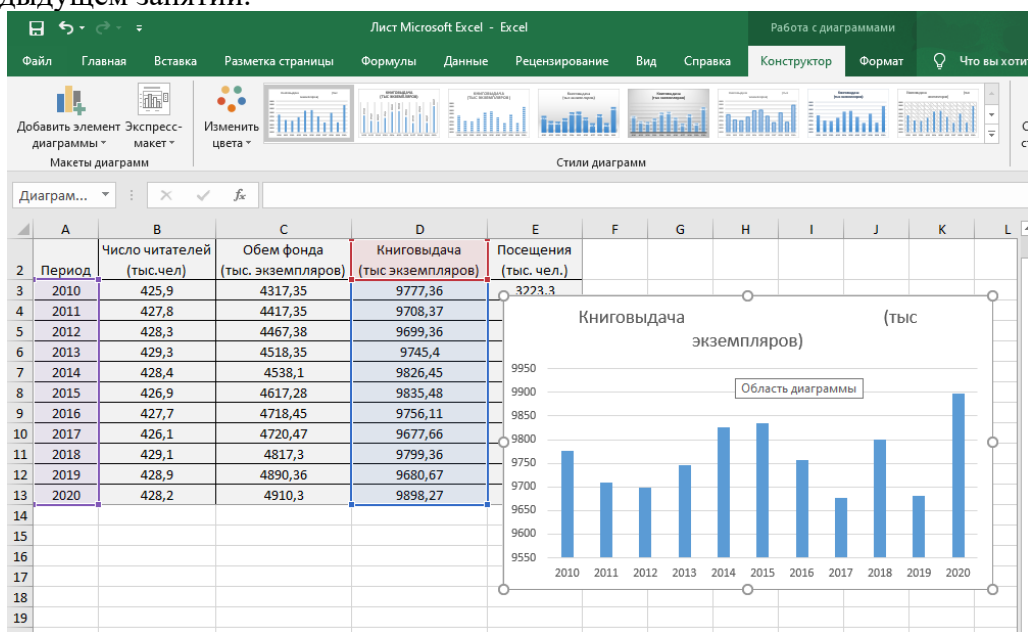 дыдущем занятии.
Лист Microsoft Excel - Excel
Работа с диаграммами
Файл Главная Вставка Разметка страницы Формулы Данные Рецензирование Вид Справка Конструктор Формат Что вы хоти
Добавить элемент Экспресс- Изменить
диаграммы макет цвета
Макеты диаграмм Стили диаграмм
Диаграм... fx
A B C D E F G H I J K L
Число читателей Обем фонда Книговыдача Посещения
2 Период (тыс.чел) (тыс. экземпляров) (тыс экземпляров) (тыс. чел.)
3 2010 425,9 4317,35 9777,36 3223,3
4 2011 427,8 4417,35 9708,37
5 2012 428,3 4467,38 9699,36
6 2013 429,3 4518,35 9745,4
7 2014 428,4 4538,1 9826,45
8 2015 426,9 4617,28 9835,48
9 2016 427,7 4718,45 9756,11
10 2017 426,1 4720,47 9677,66
11 2018 429,1 4817,3 9799,36
12 2019 428,9 4890,36 9680,67
13 2020 428,2 4910,3 9898,27
14
15
16
17
18
19
Книговыдача (тыс
экземпляров)
Область диаграммы
9950
9900
9850
9800
9750
9700
9650
9600
9550
2010 2011 2012 2013 2014 2015 2016 2017 2018 2019 2020